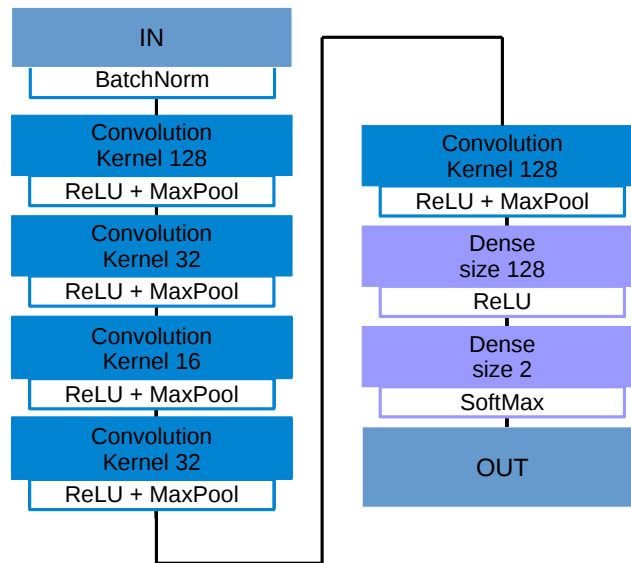 IN
BatchNorm
Convolution
Kernel 128
ReLU + MaxPool
Convolution
Kernel 32
ReLU + MaxPool
Convolution
Kernel 16
ReLU + MaxPool
Convolution
Kernel 32
ReLU + MaxPool
Convolution
Kernel 128
ReLU + MaxPool
Dense
size 128
ReLU
Dense
size 2
SoftMax
OUT